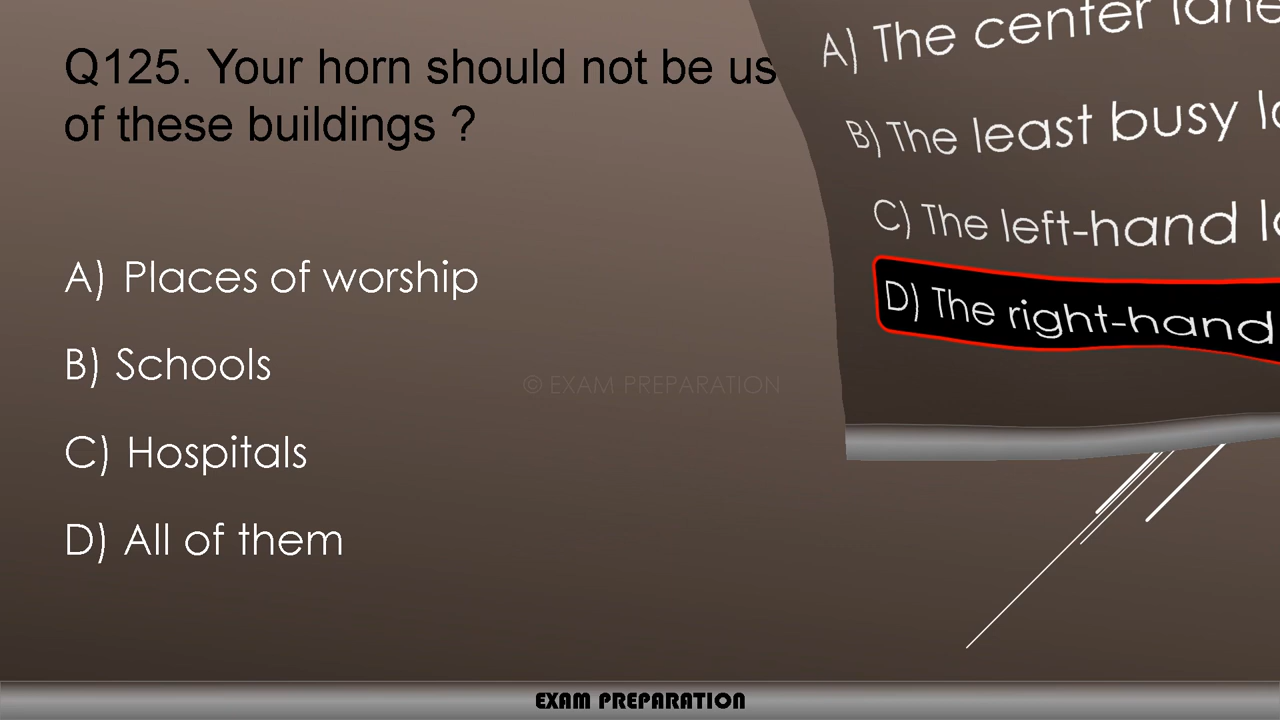 Q125. Your horn should not be us
of these buildings ?
A) Places of worship
B) Schools
C) Hospitals
D) All of them
A) The center lane
B) The least busy
C) The left-hand
D) The right-hand
© EXAM PREPARATION
EXAM PREPARATION